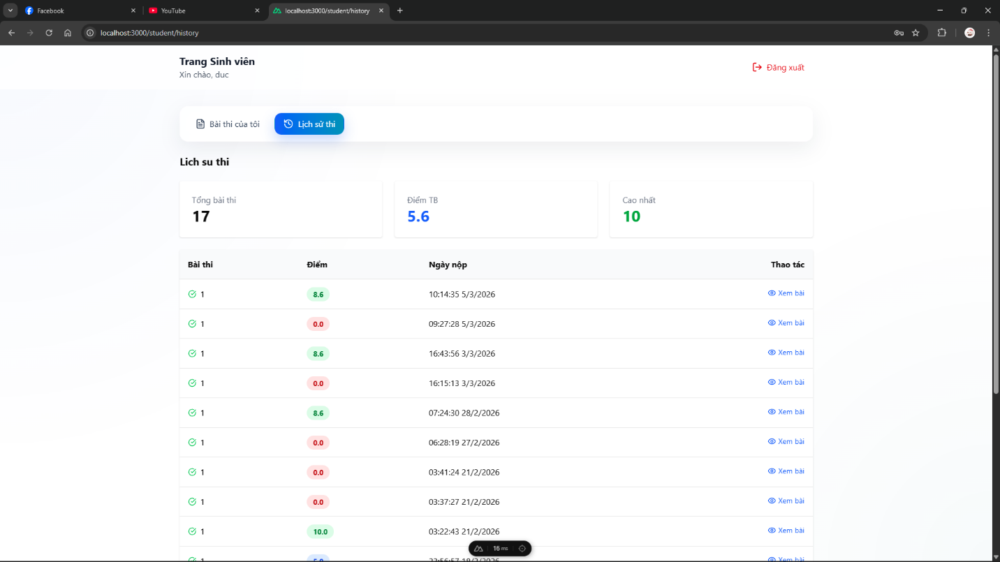 Facebook
YouTube
localhost:3000/student/history
localhost:3000/student/history
Trang Sinh viên
Xin chào, duc
Đăng xuất
Bài thi của tôi
Lịch sử thi
Lich su thi
Tổng bài thi
17
Điểm TB
5.6
Cao nhất
10
Bài thi Điểm Ngày nộp Thao tác
1 8.6 10:14:35 5/3/2026 Xem bài
1 0.0 09:27:28 5/3/2026 Xem bài
1 8.6 16:43:56 3/3/2026 Xem bài
1 0.0 16:15:13 3/3/2026 Xem bài
1 8.6 07:24:30 28/2/2026 Xem bài
1 0.0 06:28:19 27/2/2026 Xem bài
1 0.0 03:41:24 21/2/2026 Xem bài
1 0.0 03:37:27 21/2/2026 Xem bài
1 10.0 03:22:43 21/2/2026 Xem bài
16 ms
1 Xem bài